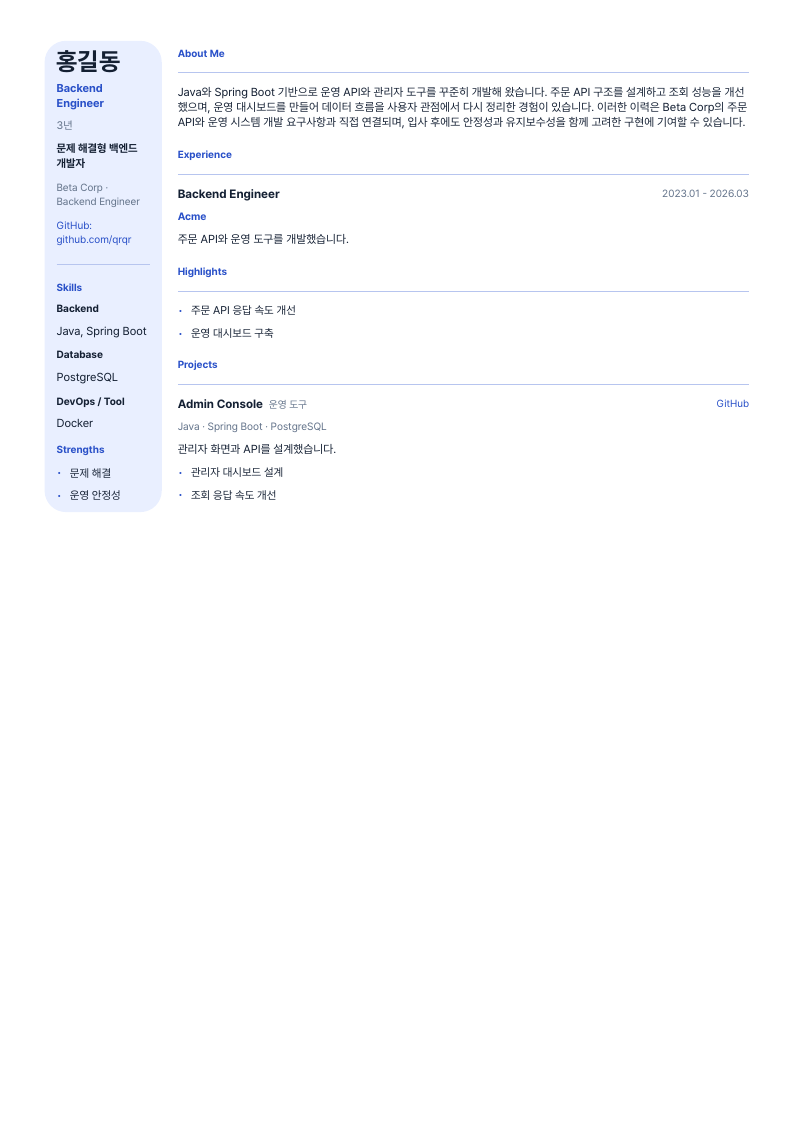 홍길동
Backend
Engineer
3년
문제 해결형 백엔드
개발자
Beta Corp ·
Backend Engineer
GitHub:
github.com/qrqr
Skills
Backend
Java, Spring Boot
Database
PostgreSQL
DevOps / Tool
Docker
Strengths
· 문제 해결
· 운영 안정성
About Me
Java와 Spring Boot 기반으로 운영 API와 관리자 도구를 꾸준히 개발해 왔습니다. 주문 API 구조를 설계하고 조회 성능을 개선
했으며, 운영 대시보드를 만들어 데이터 흐름을 사용자 관점에서 다시 정리한 경험이 있습니다. 이러한 이력은 Beta Corp의 주문
API와 운영 시스템 개발 요구사항과 직접 연결되며, 입사 후에도 안정성과 유지보수성을 함께 고려한 구현에 기여할 수 있습니다.
Experience
Backend Engineer 2023.01 - 2026.03
Acme
주문 API와 운영 도구를 개발했습니다.
Highlights
· 주문 API 응답 속도 개선
· 운영 대시보드 구축
Projects
Admin Console 운영 도구 GitHub
Java · Spring Boot · PostgreSQL
관리자 화면과 API를 설계했습니다.
· 관리자 대시보드 설계
· 조회 응답 속도 개선